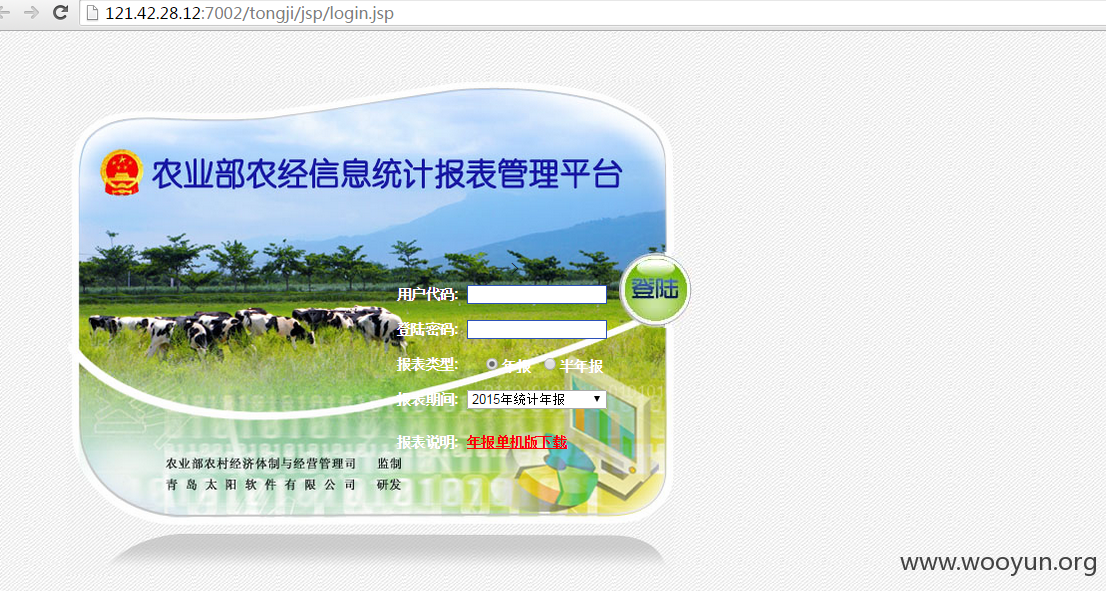 121.42.28.12:7002/tongji/jsp/login.jsp
农业部农经信息统计报表管理平台
用户代码:
登陆
登陆密码:
报表类型: 年报 半年报
报表期间: 2015年统计年报
报表说明: 年报单机版下载
农业部农村经济体制与经营管理司 监制
青岛太阳软件有限公司 研发
www.wooyun.org